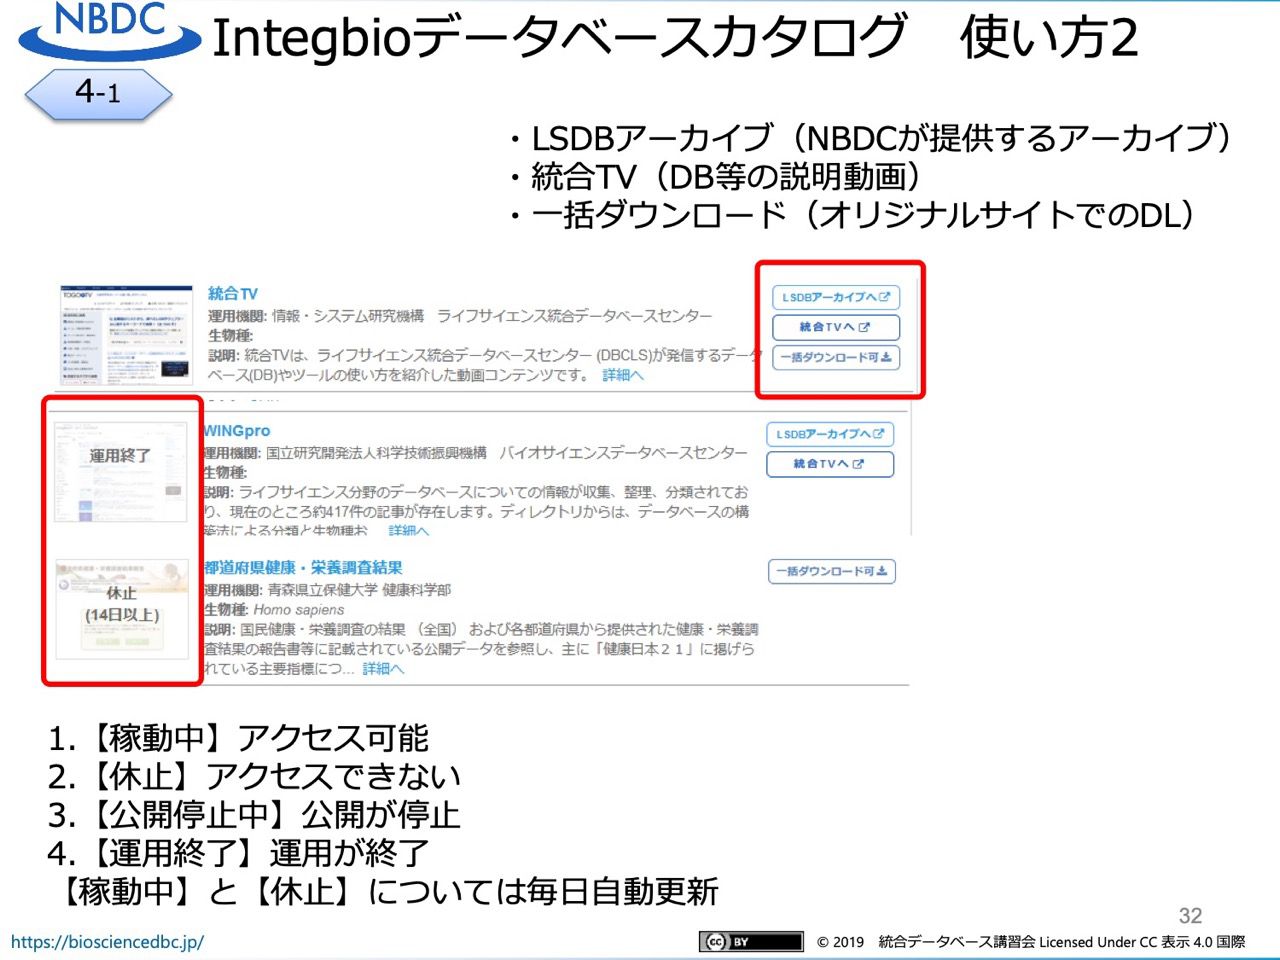 NBDC
Integbioデータベースカタログ　使い方2
4-1
・LSDBアーカイブ（NBDCが提供するアーカイブ）
・統合TV（DB等の説明動画）
・一括ダウンロード（オリジナルサイトでのDL）
TOGOTV
統合TV
運用機関: 情報・システム研究機構　ライフサイエンス統合データベースセンター
生物種:
説明: 統合TVは、ライフサイエンス統合データベースセンター (DBCLS)が発信するデータ
ベース(DB)やツールの使い方を紹介した動画コンテンツです。 詳細へ
LSDBアーカイブへ
統合TVへ
一括ダウンロード可
運用終了
WINGpro
運用機関: 国立研究開発法人科学技術振興機構　バイオサイエンスデータベースセンター
生物種:
説明: ライフサイエンス分野のデータベースについての情報が収集、整理、分類されてお
り、現在のところ約417件の記事が存在します。ディレクトリからは、データベースの構
築法による分類と生物種お 詳細へ
LSDBアーカイブへ
統合TVへ
休止
(14日以上)
都道府県健康・栄養調査結果
運用機関: 青森県立保健大学 健康科学部
生物種: Homo sapiens
説明: 国民健康・栄養調査の結果 （全国） および各都道府県から提供された健康・栄養調
査結果の報告書等に記載されている公開データを参照し、主に「健康日本２１」に掲げら
れている主要指標につ... 詳細へ
一括ダウンロード可
1.【稼動中】アクセス可能
2.【休止】アクセスできない
3.【公開停止中】公開が停止
4.【運用終了】運用が終了
【稼動中】と【休止】については毎日自動更新
32
https://biosciencedbc.jp/
cc BY
© 2019　統合データベース講習会 Licensed Under CC 表示 4.0 国際